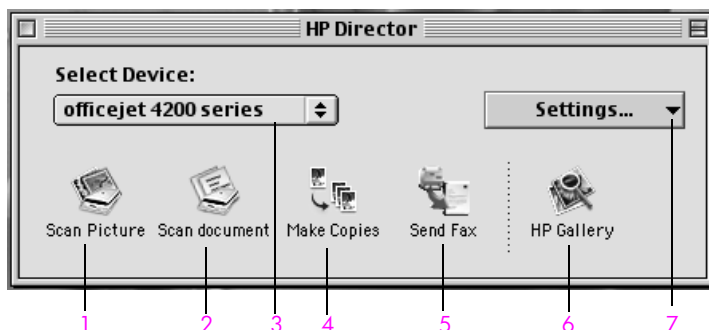 HP Director
Select Device:
officejet 4200 series
Settings...
Scan Picture Scan document Make Copies Send Fax HP Gallery
1 2 3 4 5 6 7